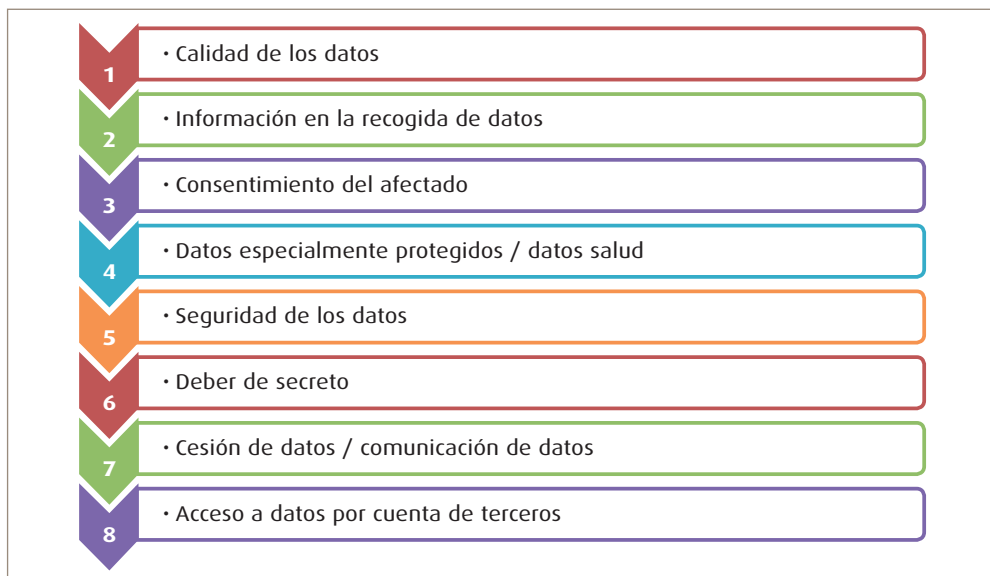 1 · Calidad de los datos
2 · Información en la recogida de datos
3 · Consentimiento del afectado
4 · Datos especialmente protegidos / datos salud
5 · Seguridad de los datos
6 · Deber de secreto
7 · Cesión de datos / comunicación de datos
8 · Acceso a datos por cuenta de terceros